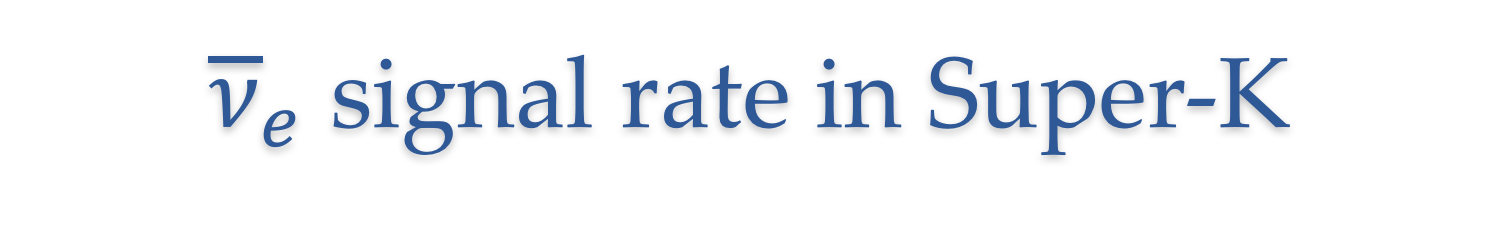 ν̅ₑ signal rate in Super-K